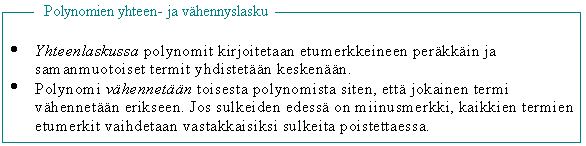 Polynomien yhteen- ja vähennyslasku
• Yhteenlaskussa polynomit kirjoitetaan etumerkkeineen peräkkäin ja
samanmuotoiset termit yhdistetään keskenään.
• Polynomi vähennetään toisesta polynomista siten, että jokainen termi
vähennetään erikseen. Jos sulkeiden edessä on miinusmerkki, kaikkien termien
etumerkit vaihdetaan vastakkaisiksi sulkeita poistettaessa.